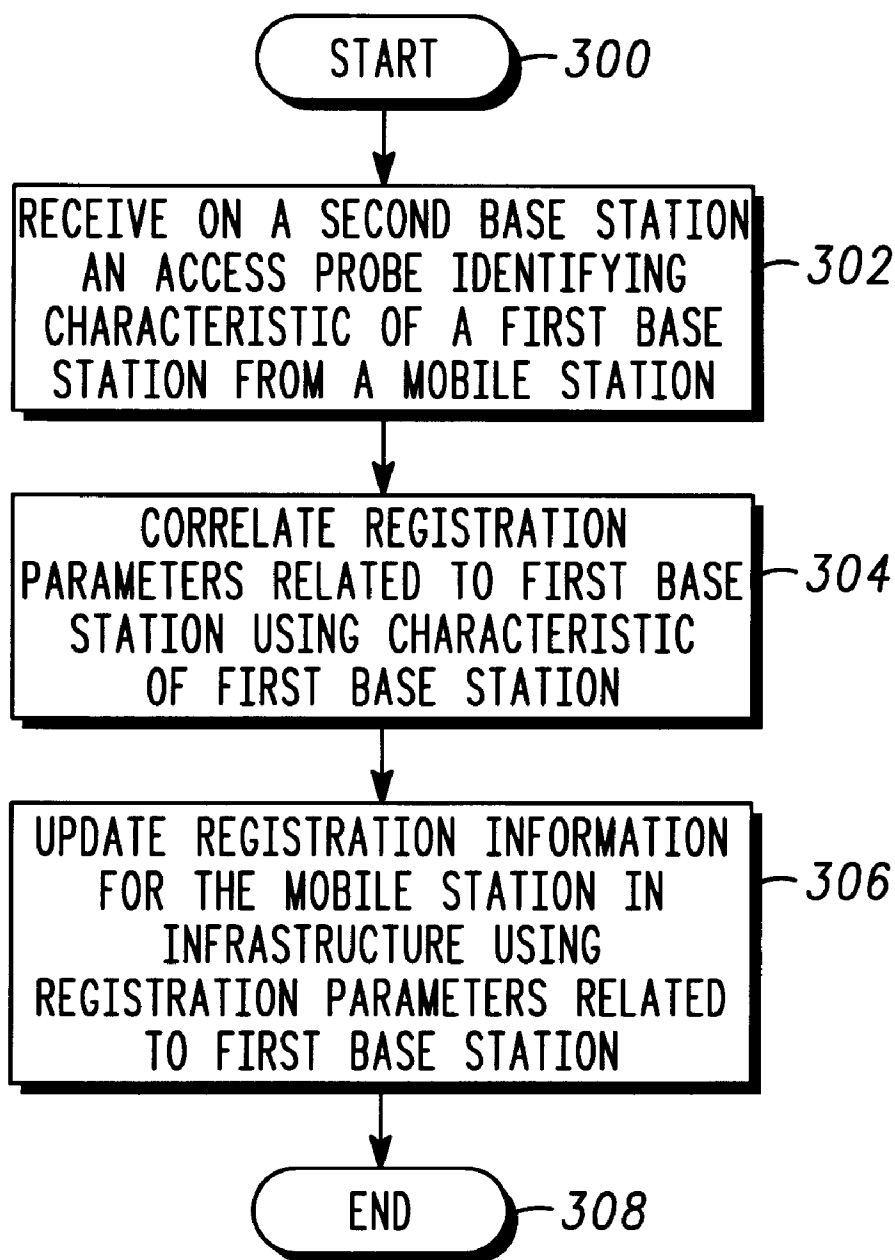 START
300
RECEIVE ON A SECOND BASE STATION
AN ACCESS PROBE IDENTIFYING
CHARACTERISTIC OF A FIRST BASE
STATION FROM A MOBILE STATION
302
CORRELATE REGISTRATION
PARAMETERS RELATED TO FIRST BASE
STATION USING CHARACTERISTIC
OF FIRST BASE STATION
304
UPDATE REGISTRATION INFORMATION
FOR THE MOBILE STATION IN
INFRASTRUCTURE USING
REGISTRATION PARAMETERS RELATED
TO FIRST BASE STATION
306
END
308